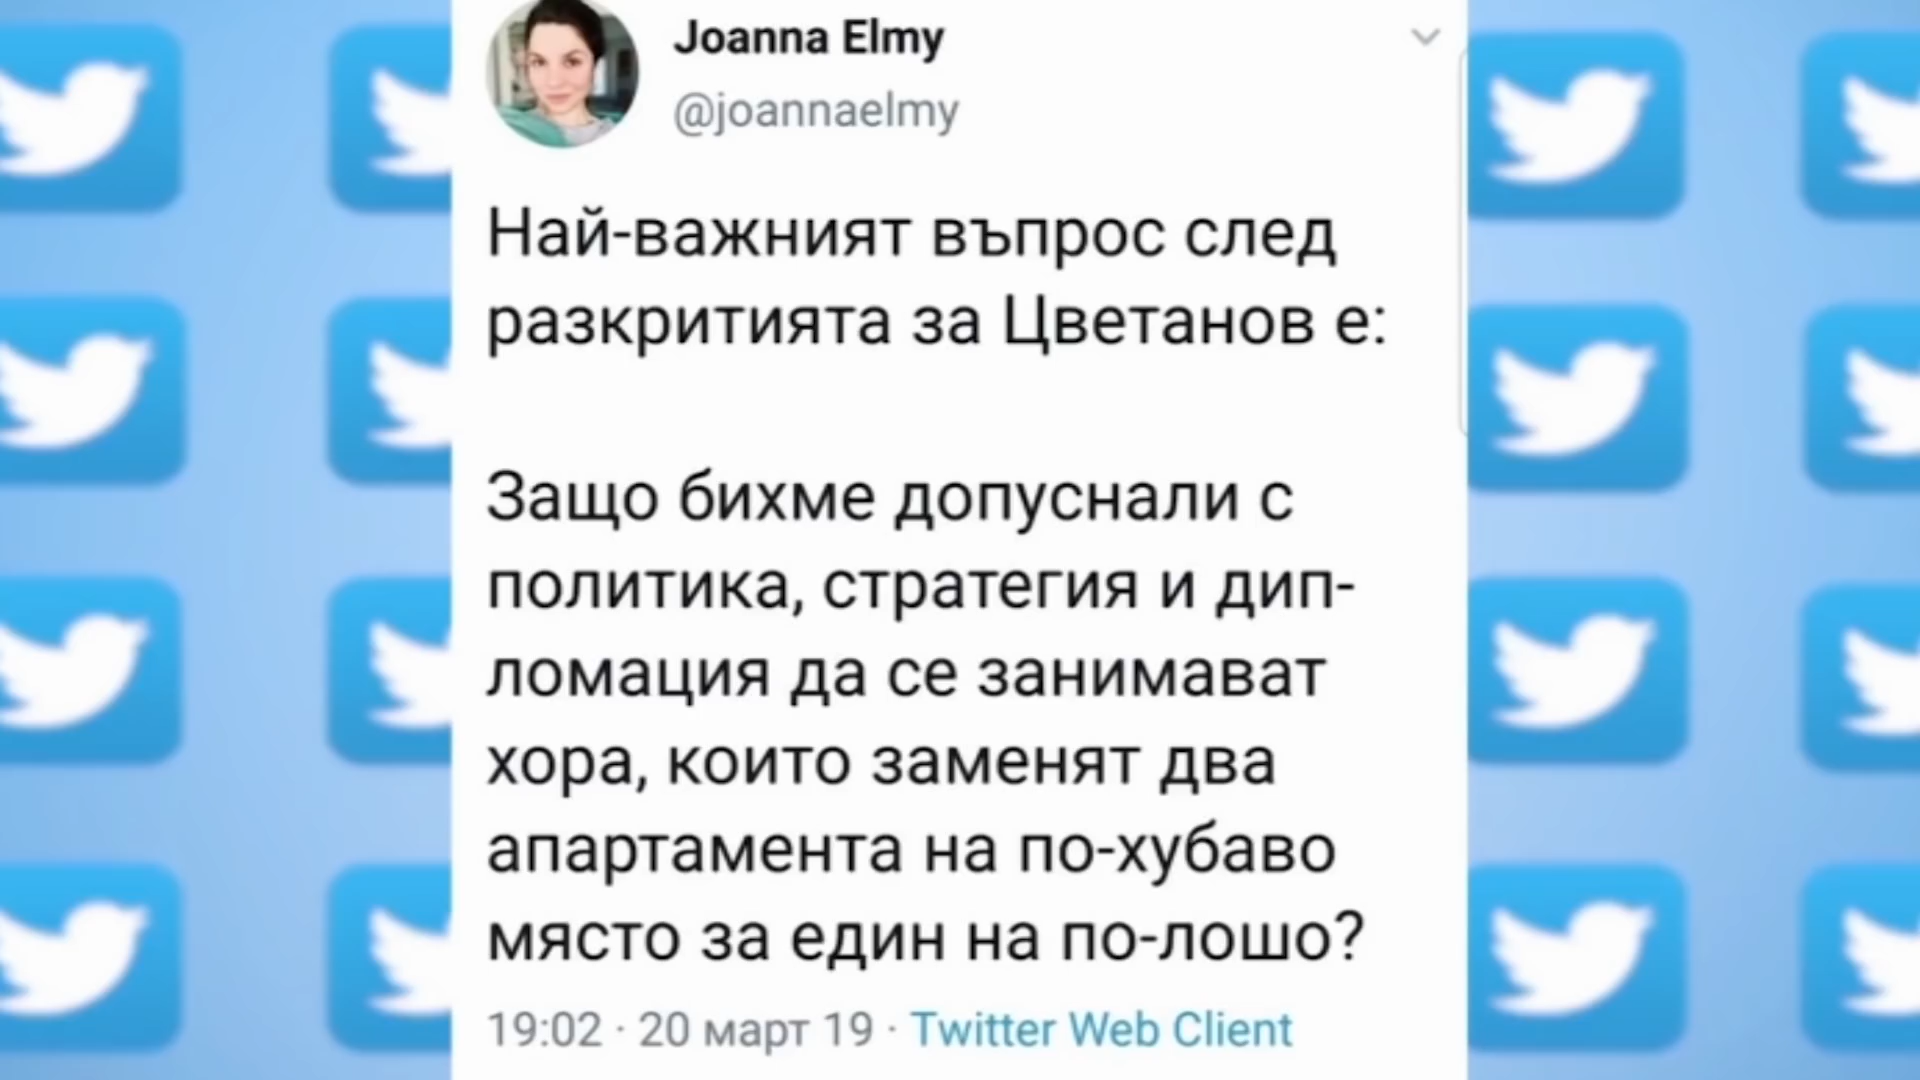 Joanna Elmy
@joannaelmy
Най-важният въпрос след
разкритията за Цветанов е:
Защо бихме допуснали с
политика, стратегия и дип-
ломация да се занимават
хора, които заменят два
апартамента на по-хубаво
място за един на по-лошо?
19:02 · 20 март 19 · Twitter Web Client